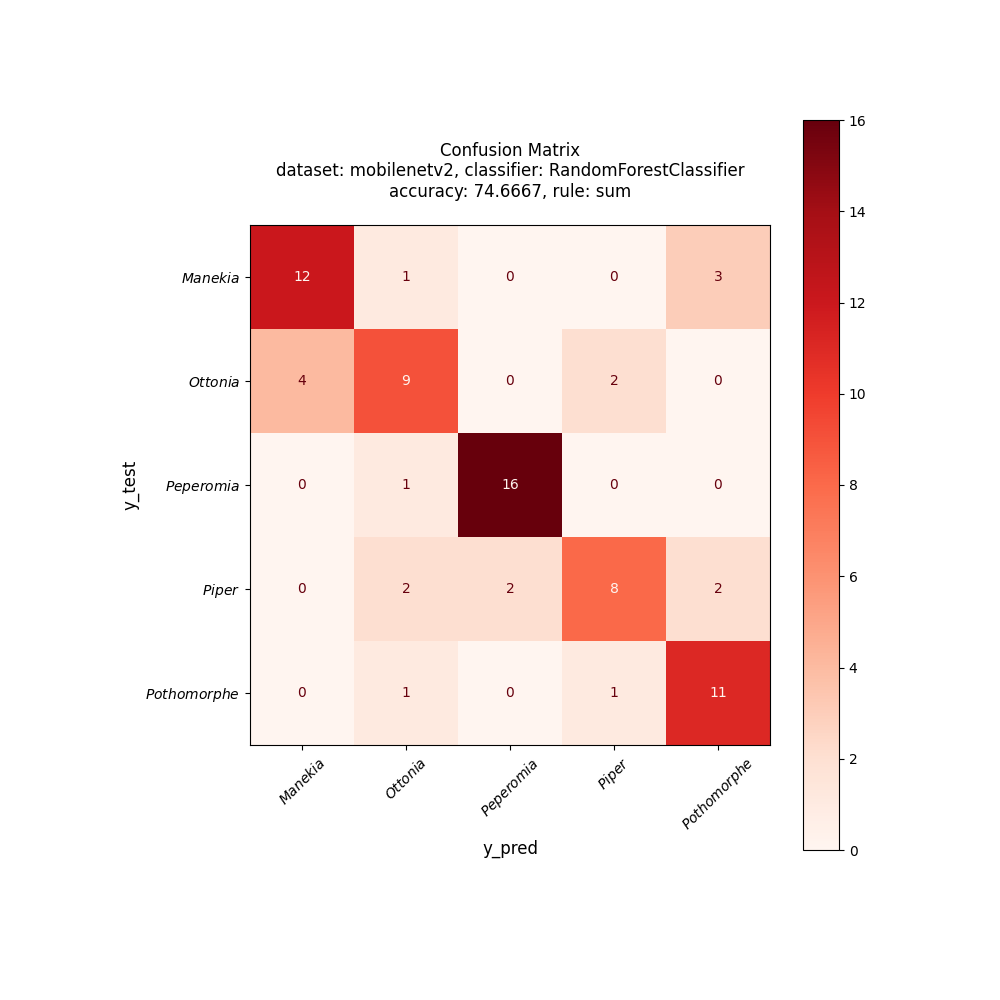 Confusion Matrix
dataset: mobilenetv2, classifier: RandomForestClassifier
accuracy: 74.6667, rule: sum
Manekia 12 1 0 0 3
Ottonia 4 9 0 2 0
Peperomia 0 1 16 0 0
Piper 0 2 2 8 2
Pothomorphe 0 1 0 1 11
Manekia Ottonia Peperomia Piper Pothomorphe
y_pred
y_test
16
14
12
10
8
6
4
2
0